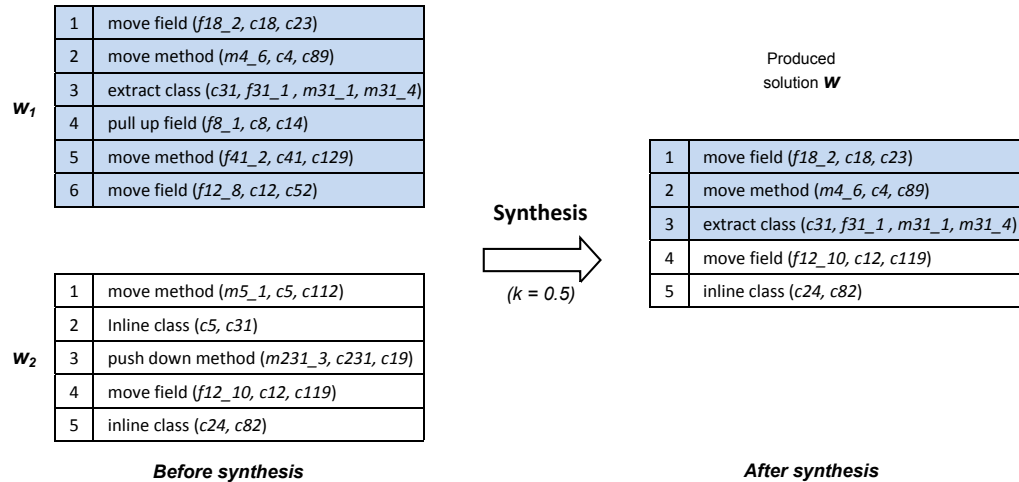 w1
1 move field (f18_2, c18, c23)
2 move method (m4_6, c4, c89)
3 extract class (c31, f31_1 , m31_1, m31_4)
4 pull up field (f8_1, c8, c14)
5 move method (f41_2, c41, c129)
6 move field (f12_8, c12, c52)
w2
1 move method (m5_1, c5, c112)
2 Inline class (c5, c31)
3 push down method (m231_3, c231, c19)
4 move field (f12_10, c12, c119)
5 inline class (c24, c82)
Before synthesis
Synthesis
(k = 0.5)
Produced
solution w
1 move field (f18_2, c18, c23)
2 move method (m4_6, c4, c89)
3 extract class (c31, f31_1 , m31_1, m31_4)
4 move field (f12_10, c12, c119)
5 inline class (c24, c82)
After synthesis